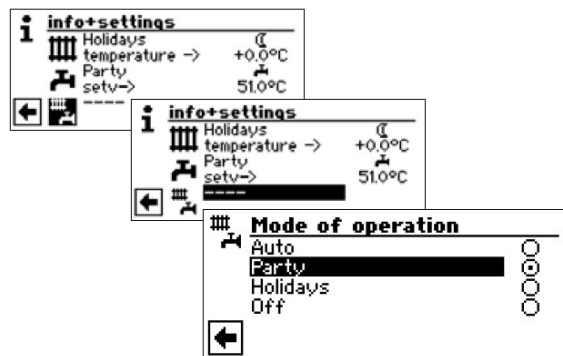 info+settings
Holidays
temperature -> +0.0°C
Party
setv-> 51.0°C
----
info+settings
Holidays
temperature -> +0.0°C
Party
setv-> 51.0°C
----
Mode of operation
Auto
Party
Holidays
Off